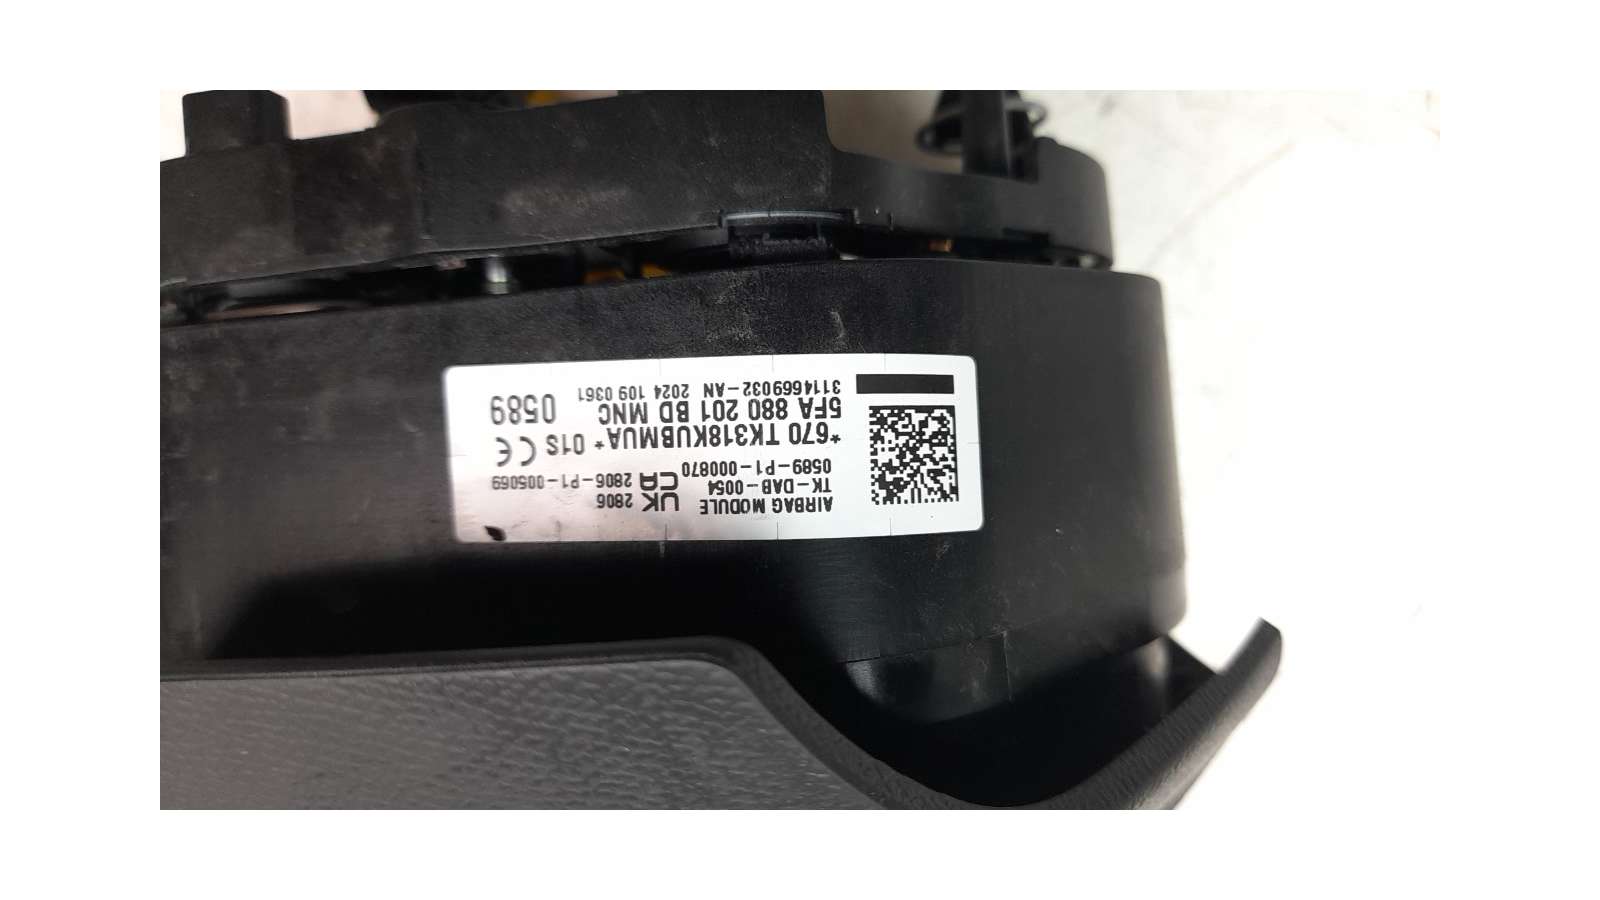 AIRBAG MODULE
TK-DAB-0054
0589-P1-000870
UK CA 2806
2806-P1-005069
*670 TK318KUBMUA* 01S CE
5FA 880 201 BD MNC 0589
3114669032-AN 2024 109 0361